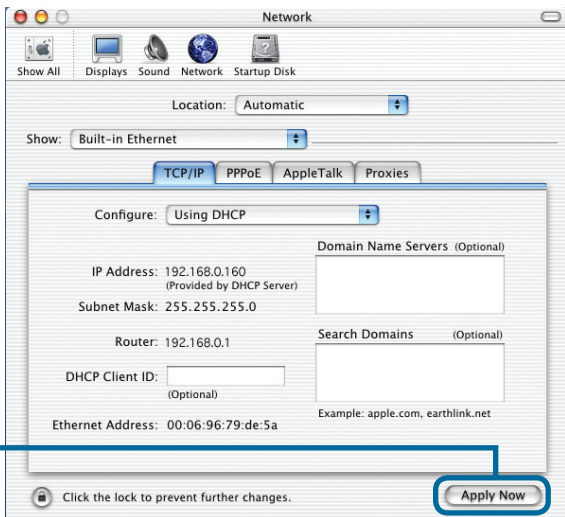 Network
Show All Displays Sound Network Startup Disk
Location: Automatic
Show: Built-in Ethernet
TCP/IP PPPoE AppleTalk Proxies
Configure: Using DHCP
Domain Name Servers (Optional)
IP Address: 192.168.0.160
(Provided by DHCP Server)
Subnet Mask: 255.255.255.0
Router: 192.168.0.1
Search Domains (Optional)
DHCP Client ID:
(Optional)
Example: apple.com, earthlink.net
Ethernet Address: 00:06:96:79:de:5a
Click the lock to prevent further changes.
Apply Now